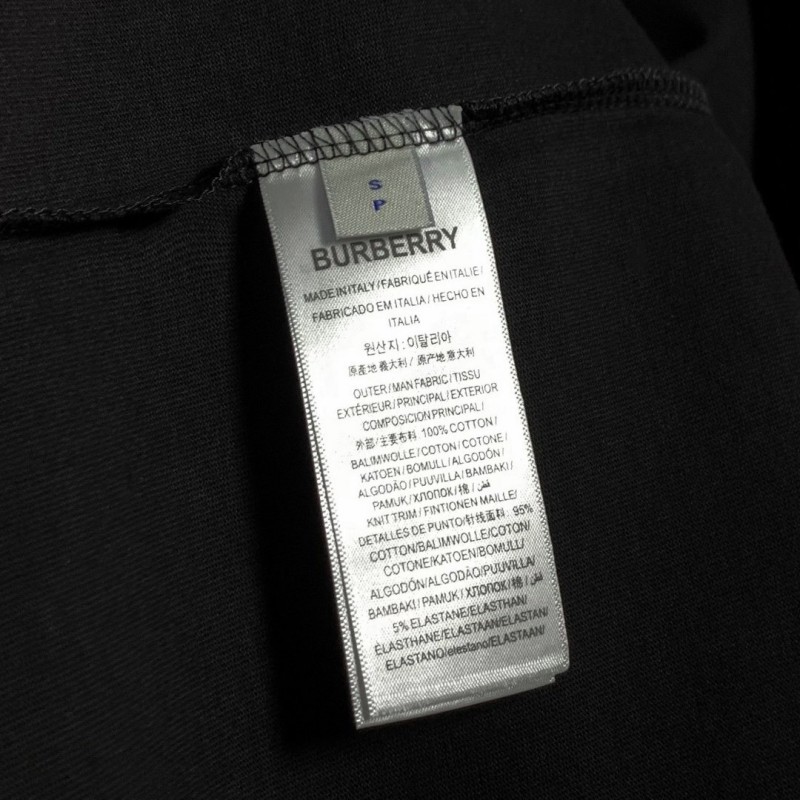 S
P
BURBERRY
MADE IN ITALY / FABRIQUÉ EN ITALIE /
FABRICADO EM ITALIA / HECHO EN
ITALIA
원산지 : 이탈리아
原産地 義大利 / 原产地 意大利
OUTER / MAN FABRIC / TISSU
EXTÉRIEUR / PRINCIPAL / EXTERIOR
COMPOSICION PRINCIPAL /
外部 / 主要布料 100% COTTON /
BALIMWOLLE / COTON / COTONE /
KATOEN / BOMULL / ALGODÓN /
ALGODÃO / PUUVILLA / BAMBAKI /
PAMUK / ХЛОПОК / 棉 / قطن
KNIT TRIM / FINTIONEN MAILLE/
DETALLES DE PUNTO/针线面料 : 95%
COTTON/BALIMWOLLE/COTON/
COTONE/KATOEN/BOMULL/
ALGODÓN/ALGODÃO/PUUVILLA/
BAMBAKI / PAMUK / ХЛОПОК / 棉 / قطن
5% ELASTANE/ELASTHAN/
ÉLASTHANE/ELASTAAN/ELASTAN/
ELASTANO/elestano/ELASTAAN/